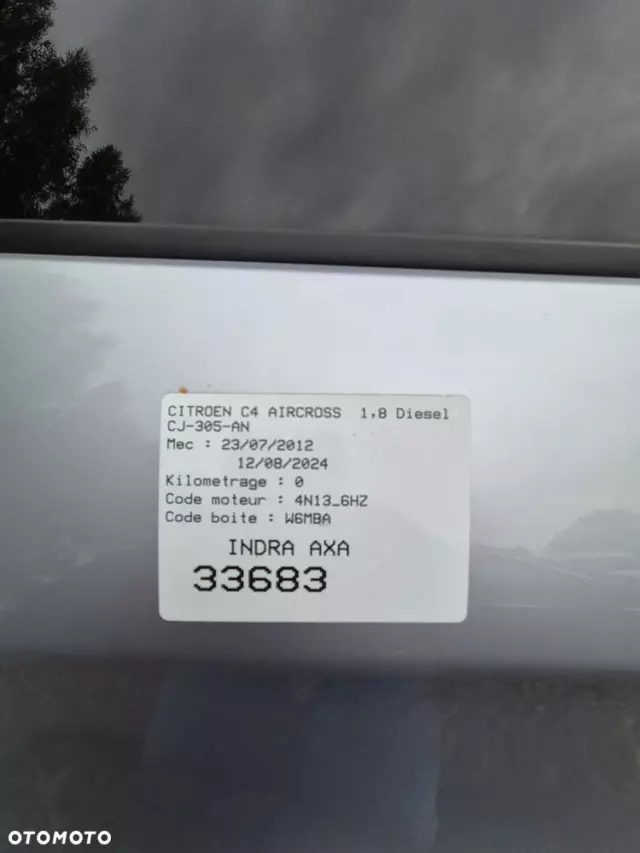 CITROEN C4 AIRCROSS 1,8 Diesel
CJ-305-AN
Mec : 23/07/2012
12/08/2024
Kilometrage : 0
Code moteur : 4N13_6HZ
Code boite : W6MBA
INDRA AXA
33683
OTOMOTO